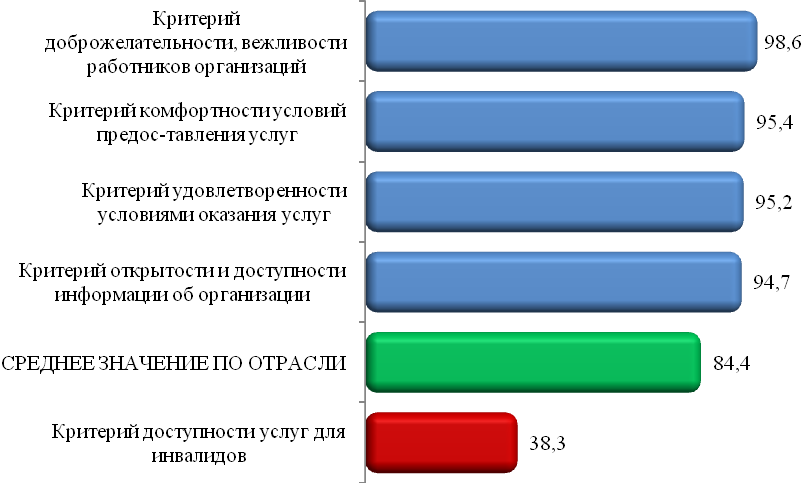 Критерий
доброжелательности, вежливости
работников организаций
98,6
Критерий комфортности условий
предос-тавления услуг
95,4
Критерий удовлетворенности
условиями оказания услуг
95,2
Критерий открытости и доступности
информации об организации
94,7
СРЕДНЕЕ ЗНАЧЕНИЕ ПО ОТРАСЛИ
84,4
Критерий доступности услуг для
инвалидов
38,3